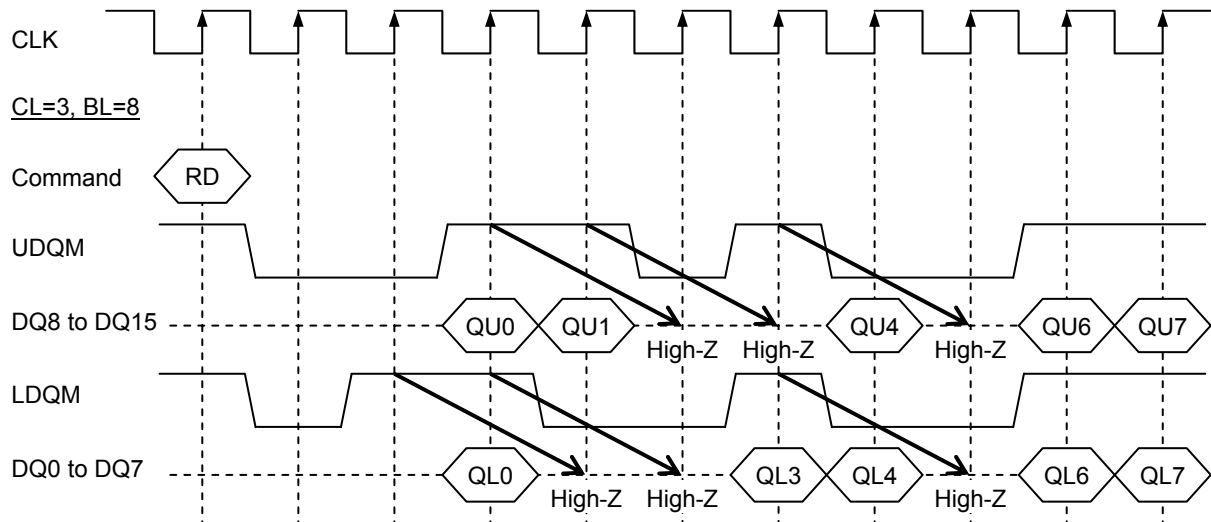 CLK
CL=3, BL=8
Command RD
UDQM
DQ8 to DQ15 QU0 QU1 QU4 QU6 QU7
High-Z High-Z High-Z
LDQM
DQ0 to DQ7 QL0 QL3 QL4 QL6 QL7
High-Z High-Z High-Z